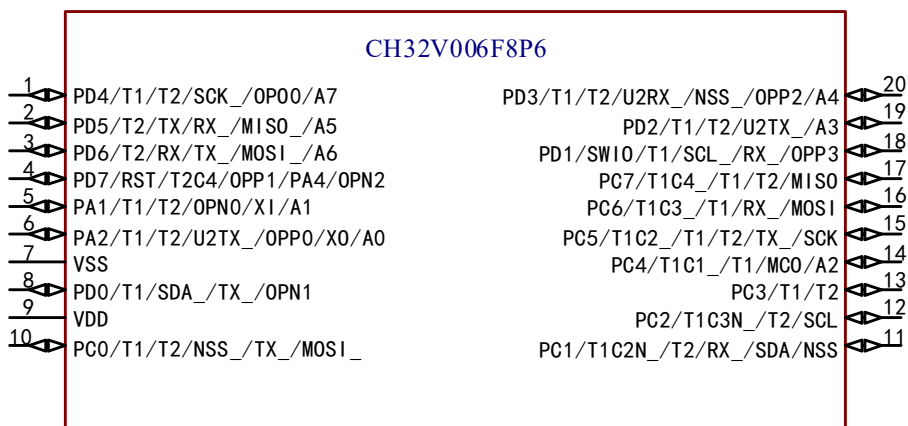 CH32V006F8P6
1 PD4/T1/T2/SCK_/OPO0/A7
2 PD5/T2/TX/RX_/MISO_/A5
3 PD6/T2/RX/TX_/MOSI_/A6
4 PD7/RST/T2C4/OPP1/PA4/OPN2
5 PA1/T1/T2/OPN0/XI/A1
6 PA2/T1/T2/U2TX_/OPP0/XO/A0
7 VSS
8 PD0/T1/SDA_/TX_/OPN1
9 VDD
10 PC0/T1/T2/NSS_/TX_/MOSI_
PD3/T1/T2/U2RX_/NSS_/OPP2/A4 20
PD2/T1/T2/U2TX_/A3 19
PD1/SWIO/T1/SCL_/RX_/OPP3 18
PC7/T1C4_/T1/T2/MISO 17
PC6/T1C3_/T1/RX_/MOSI 16
PC5/T1C2_/T1/T2/TX_/SCK 15
PC4/T1C1_/T1/MCO/A2 14
PC3/T1/T2 13
PC2/T1C3N_/T2/SCL 12
PC1/T1C2N_/T2/RX_/SDA/NSS 11